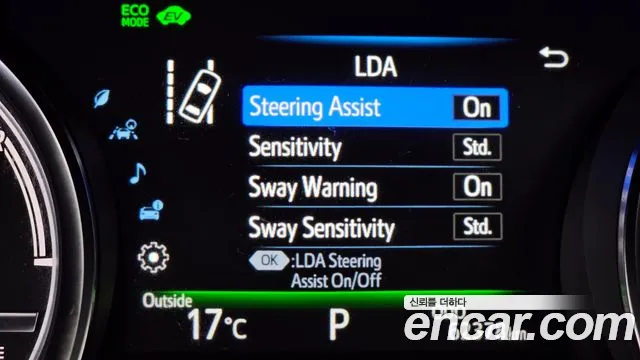 ECO
MODE
EV
LDA
Steering Assist On
Sensitivity Std.
Sway Warning On
Sway Sensitivity Std.
OK :LDA Steering
Assist On/Off
Outside
17°C P
신뢰를 더하다
encar.com